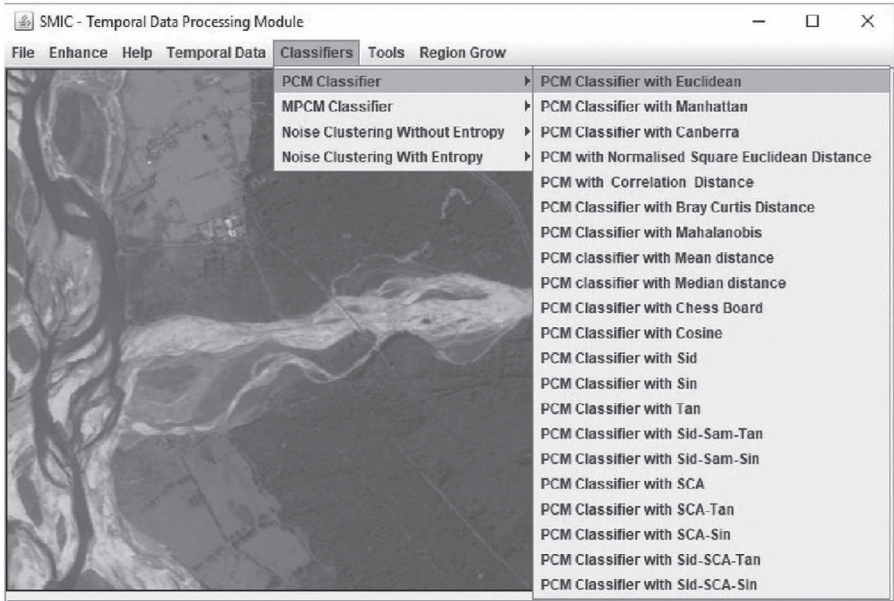 SMIC - Temporal Data Processing Module
File Enhance Help Temporal Data Classifiers Tools Region Grow
PCM Classifier
MPCM Classifier
Noise Clustering Without Entropy
Noise Clustering With Entropy
PCM Classifier with Euclidean
PCM Classifier with Manhattan
PCM Classifier with Canberra
PCM with Normalised Square Euclidean Distance
PCM with Correlation Distance
PCM Classifier with Bray Curtis Distance
PCM Classifier with Mahalanobis
PCM classifier with Mean distance
PCM classifier with Median distance
PCM Classifier with Chess Board
PCM Classifier with Cosine
PCM Classifier with Sid
PCM Classifier with Sin
PCM Classifier with Tan
PCM Classifier with Sid-Sam-Tan
PCM Classifier with Sid-Sam-Sin
PCM Classifier with SCA
PCM Classifier with SCA-Tan
PCM Classifier with SCA-Sin
PCM Classifier with Sid-SCA-Tan
PCM Classifier with Sid-SCA-Sin